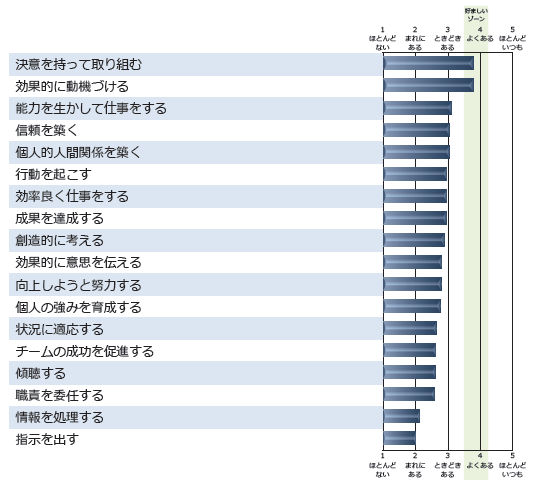 好ましい
ゾーン
1 2 3 4 5
ほとんど まれに ときどき よくある ほとんど
ない ある ある いつも
決意を持って取り組む
効果的に動機づける
能力を生かして仕事をする
信頼を築く
個人的人間関係を築く
行動を起こす
効率良く仕事をする
成果を達成する
創造的に考える
効果的に意思を伝える
向上しようと努力する
個人の強みを育成する
状況に適応する
チームの成功を促進する
傾聴する
職責を委任する
情報を処理する
指示を出す
1 2 3 4 5
ほとんど まれに ときどき よくある ほとんど
ない ある ある いつも